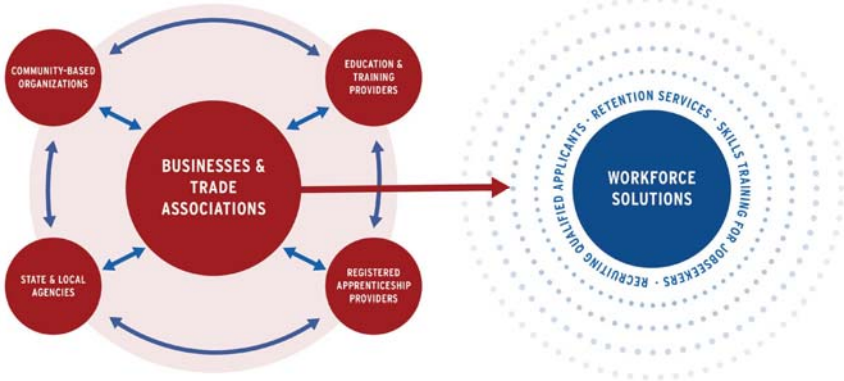 COMMUNITY-BASED
ORGANIZATIONS
EDUCATION &
TRAINING
PROVIDERS
BUSINESSES &
TRADE
ASSOCIATIONS
STATE & LOCAL
AGENCIES
REGISTERED
APPRENTICESHIP
PROVIDERS
RECRUITING QUALIFIED APPLICANTS · RETENTION SERVICES · SKILLS TRAINING FOR JOBSEEKERS ·
WORKFORCE
SOLUTIONS